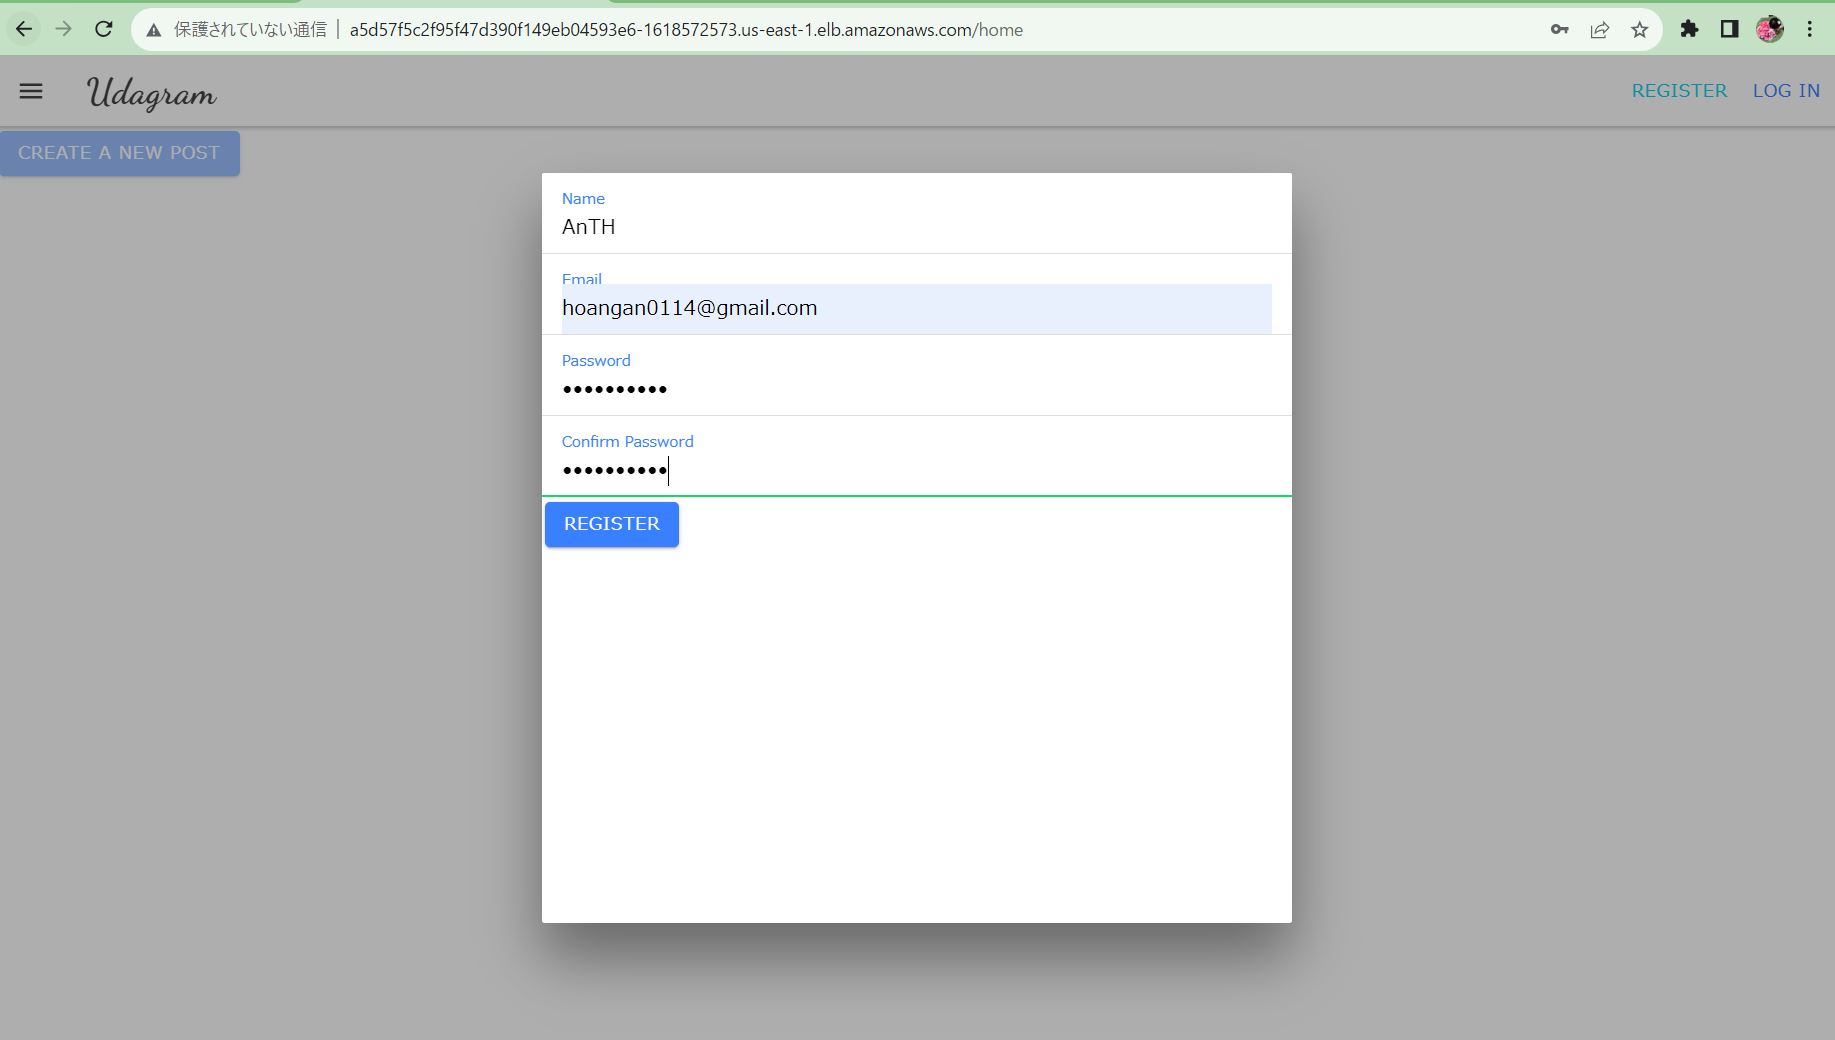 保護されていない通信 | a5d57f5c2f95f47d390f149eb04593e6-1618572573.us-east-1.elb.amazonaws.com/home
Udagram
REGISTER LOG IN
CREATE A NEW POST
Name
AnTH
Email
hoangan0114@gmail.com
Password
••••••••••
Confirm Password
••••••••••
REGISTER